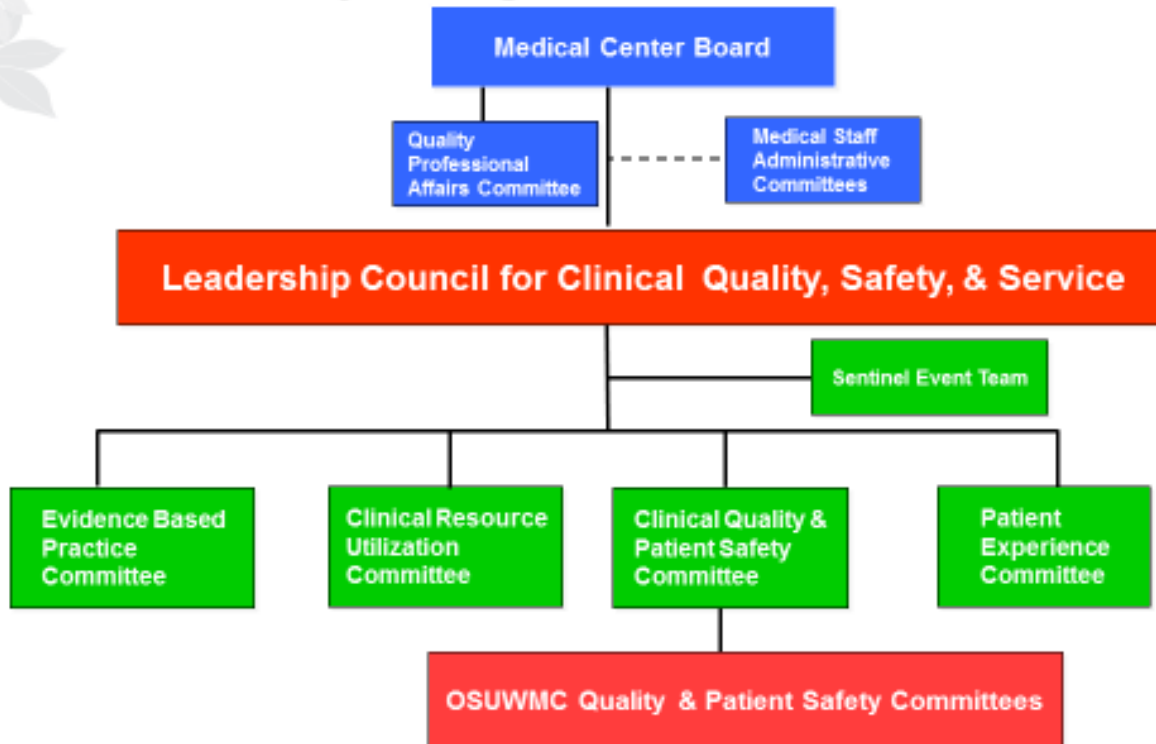 Medical Center Board
Quality
Professional
Affairs Committee
Medical Staff
Administrative
Committees
Leadership Council for Clinical Quality, Safety, & Service
Sentinel Event Team
Evidence Based
Practice
Committee
Clinical Resource
Utilization
Committee
Clinical Quality &
Patient Safety
Committee
Patient
Experience
Committee
OSUWMC Quality & Patient Safety Committees